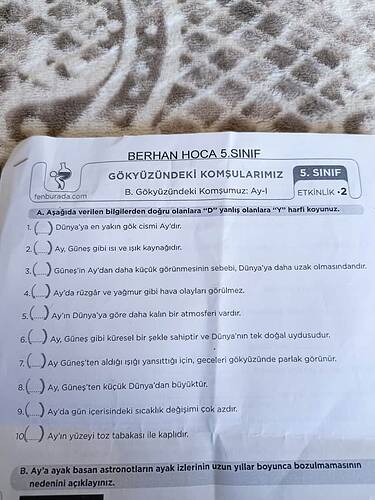 BERHAN HOCA 5.SINIF
GÖKYÜZÜNDEKİ KOMŞULARIMIZ
5. SINIF
fenburada.com
B. Gökyüzündeki Komşumuz: Ay-I
ETKİNLİK •2
A. Aşağıda verilen bilgilerden doğru olanlara "D" yanlış olanlara "Y" harfi koyunuz.
1. (.....) Dünya'ya en yakın gök cismi Ay'dır.
2. (.....) Ay, Güneş gibi ısı ve ışık kaynağıdır.
3. (.....) Güneş'in Ay'dan daha küçük görünmesinin sebebi, Dünya'ya daha uzak olmasındandır.
4. (.....) Ay'da rüzgâr ve yağmur gibi hava olayları görülmez.
5. (.....) Ay'ın Dünya'ya göre daha kalın bir atmosferi vardır.
6. (.....) Ay, Güneş gibi küresel bir şekle sahiptir ve Dünya'nın tek doğal uydusudur.
7. (.....) Ay Güneş'ten aldığı ışığı yansıttığı için, geceleri gökyüzünde parlak görünür.
8. (.....) Ay, Güneş'ten küçük Dünya'dan büyüktür.
9. (.....) Ay'da gün içerisindeki sıcaklık değişimi çok azdır.
10(.....) Ay'ın yüzeyi toz tabakası ile kaplıdır.
B. Ay'a ayak basan astronotların ayak izlerinin uzun yıllar boyunca bozulmamasının
nedenini açıklayınız.